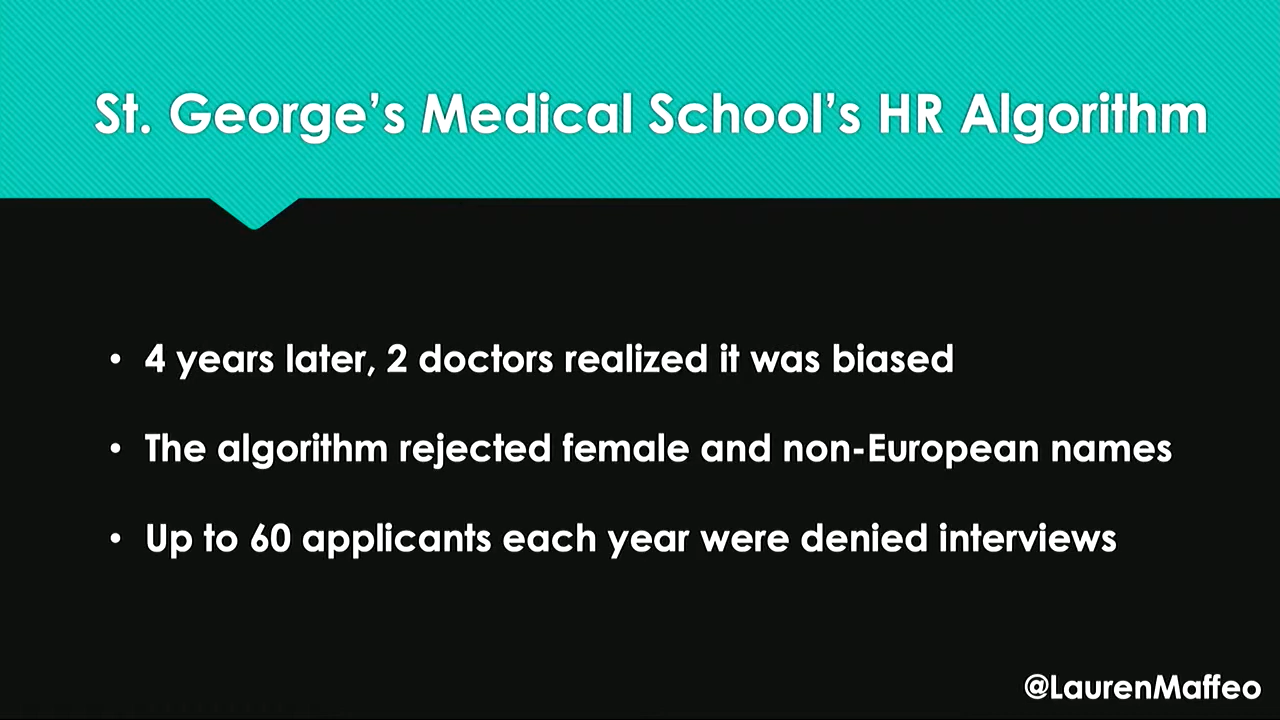 St. George’s Medical School’s HR Algorithm
• 4 years later, 2 doctors realized it was biased
• The algorithm rejected female and non-European names
• Up to 60 applicants each year were denied interviews
@LaurenMaffeo